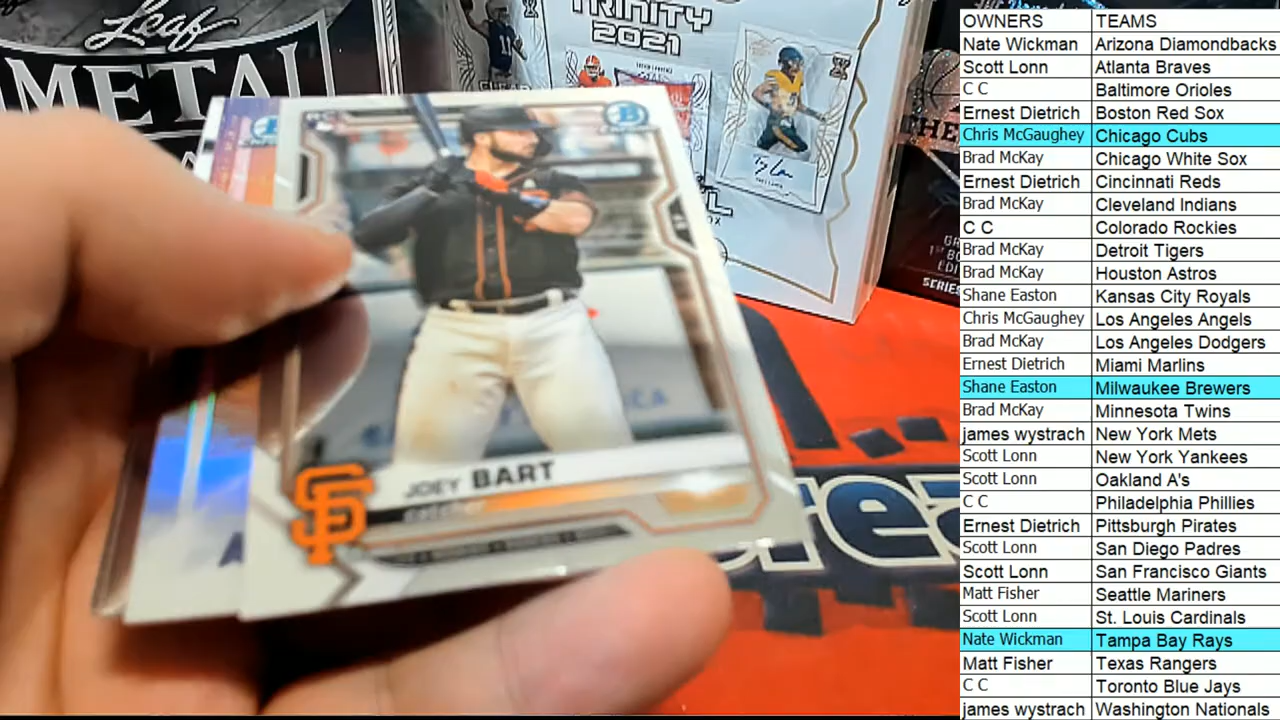 Leaf
METAL
TRINITY
2021
JOEY BART
SF
B
OWNERS TEAMS
Nate Wickman Arizona Diamondbacks
Scott Lonn Atlanta Braves
C C Baltimore Orioles
Ernest Dietrich Boston Red Sox
Chris McGaughey Chicago Cubs
Brad McKay Chicago White Sox
Ernest Dietrich Cincinnati Reds
Brad McKay Cleveland Indians
C C Colorado Rockies
Brad McKay Detroit Tigers
Brad McKay Houston Astros
Shane Easton Kansas City Royals
Chris McGaughey Los Angeles Angels
Brad McKay Los Angeles Dodgers
Ernest Dietrich Miami Marlins
Shane Easton Milwaukee Brewers
Brad McKay Minnesota Twins
james wystrach New York Mets
Scott Lonn New York Yankees
Scott Lonn Oakland A's
C C Philadelphia Phillies
Ernest Dietrich Pittsburgh Pirates
Scott Lonn San Diego Padres
Scott Lonn San Francisco Giants
Matt Fisher Seattle Mariners
Scott Lonn St. Louis Cardinals
Nate Wickman Tampa Bay Rays
Matt Fisher Texas Rangers
C C Toronto Blue Jays
james wystrach Washington Nationals